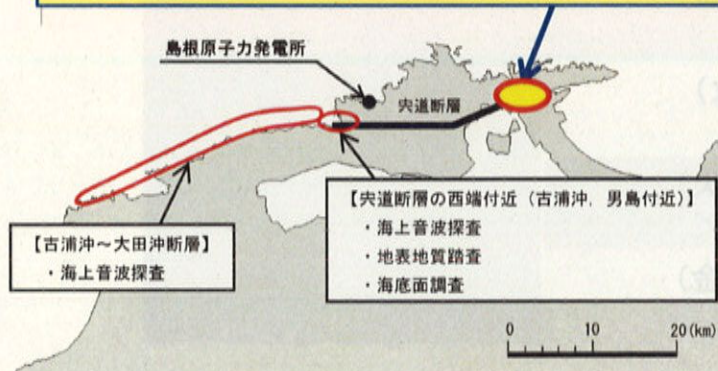 島根原子力発電所
宍道断層
【宍道断層の西端付近（古浦沖，男島付近）】
・海上音波探査
・地表地質踏査
・海底面調査
【古浦沖～大田沖断層】
・海上音波探査
0 10 20(km)